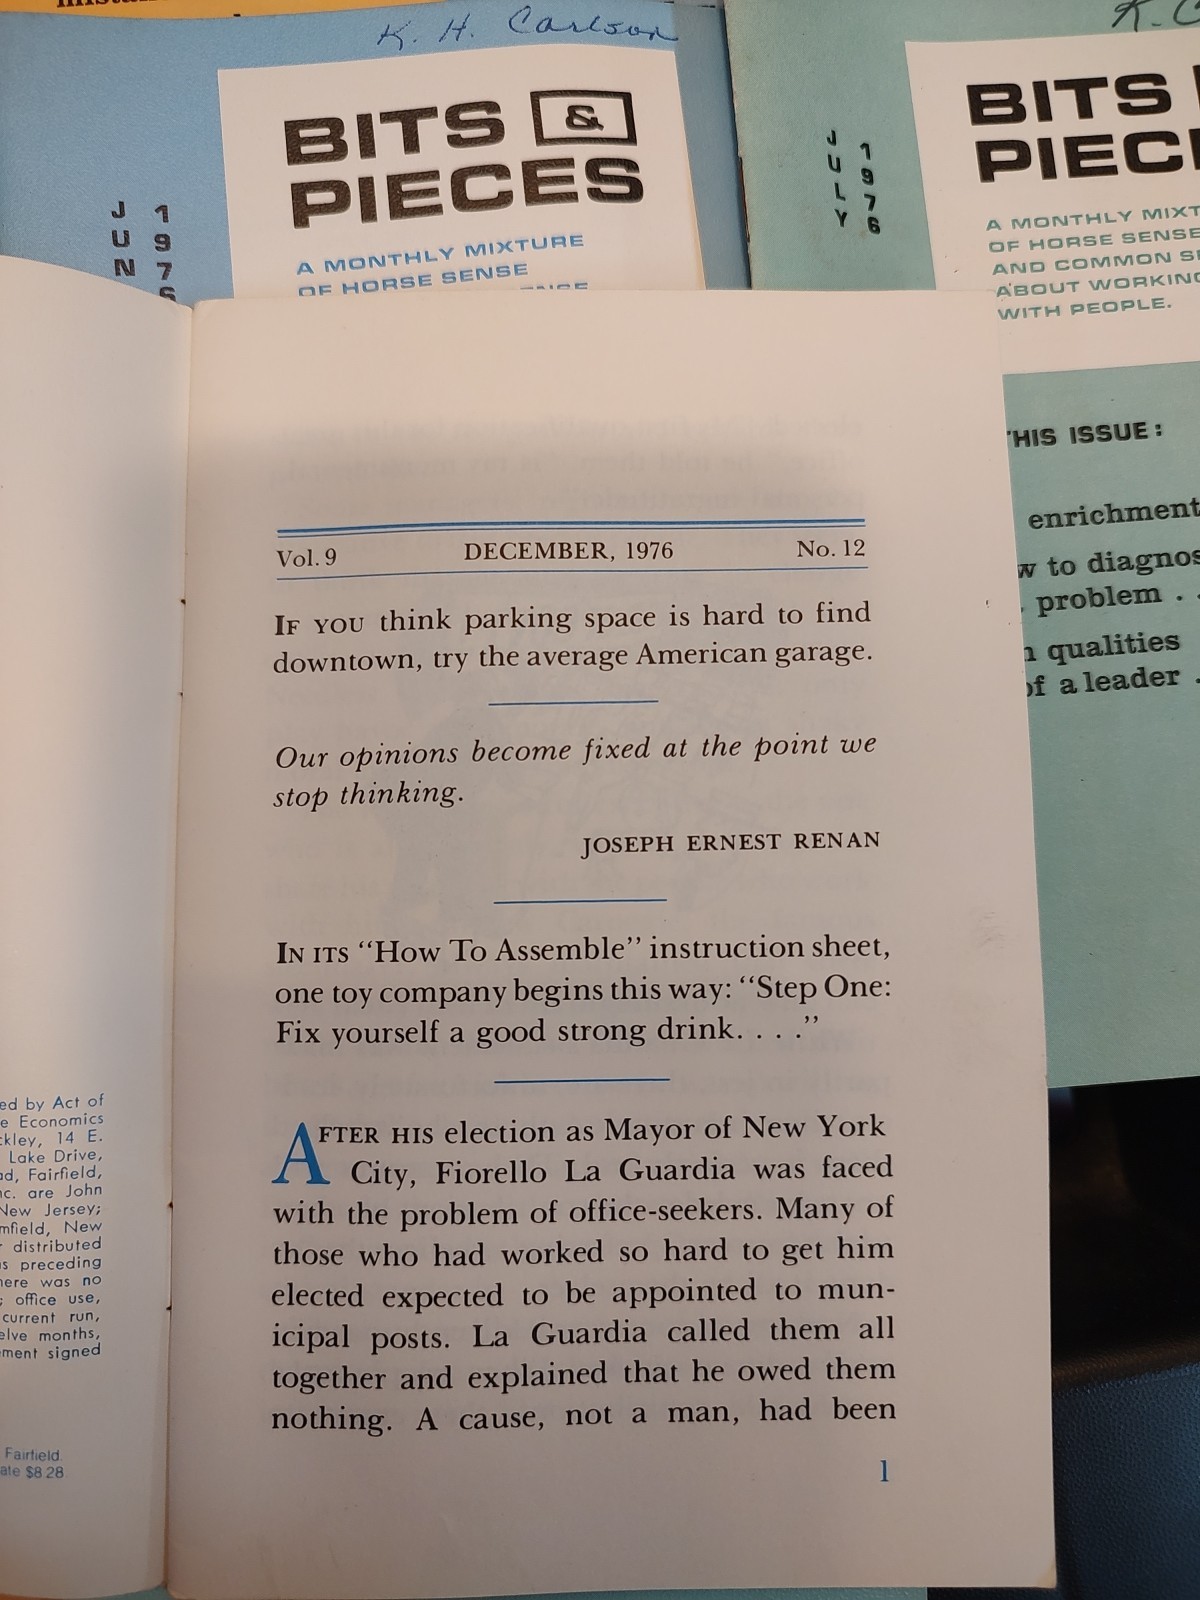 K. H. Carlson
BITS &
PIECES
JUN 1976
A MONTHLY MIXTURE
OF HORSE SENSE
BITS
A MONTHLY
OF HORSE SENSE
AND COMMON
ABOUT WORKING
WITH PEOPLE.
JULY 1976
THIS ISSUE:
enrichment
to diagnos
problem . .
qualities
of a leader .
Vol. 9 DECEMBER, 1976 No. 12
IF YOU think parking space is hard to find
downtown, try the average American garage.
Our opinions become fixed at the point we
stop thinking.
JOSEPH ERNEST RENAN
IN ITS “How To Assemble” instruction sheet,
one toy company begins this way: “Step One:
Fix yourself a good strong drink. . . .”
AFTER HIS election as Mayor of New York
City, Fiorello La Guardia was faced
with the problem of office-seekers. Many of
those who had worked so hard to get him
elected expected to be appointed to mun-
icipal posts. La Guardia called them all
together and explained that he owed them
nothing. A cause, not a man, had been
1
ed by Act of
Economics
14 E.
Lake Drive,
Fairfield,
are John
New Jersey;
New
distributed
preceding
was no
office use,
current run,
months,
signed
Fairfield.
$8.28